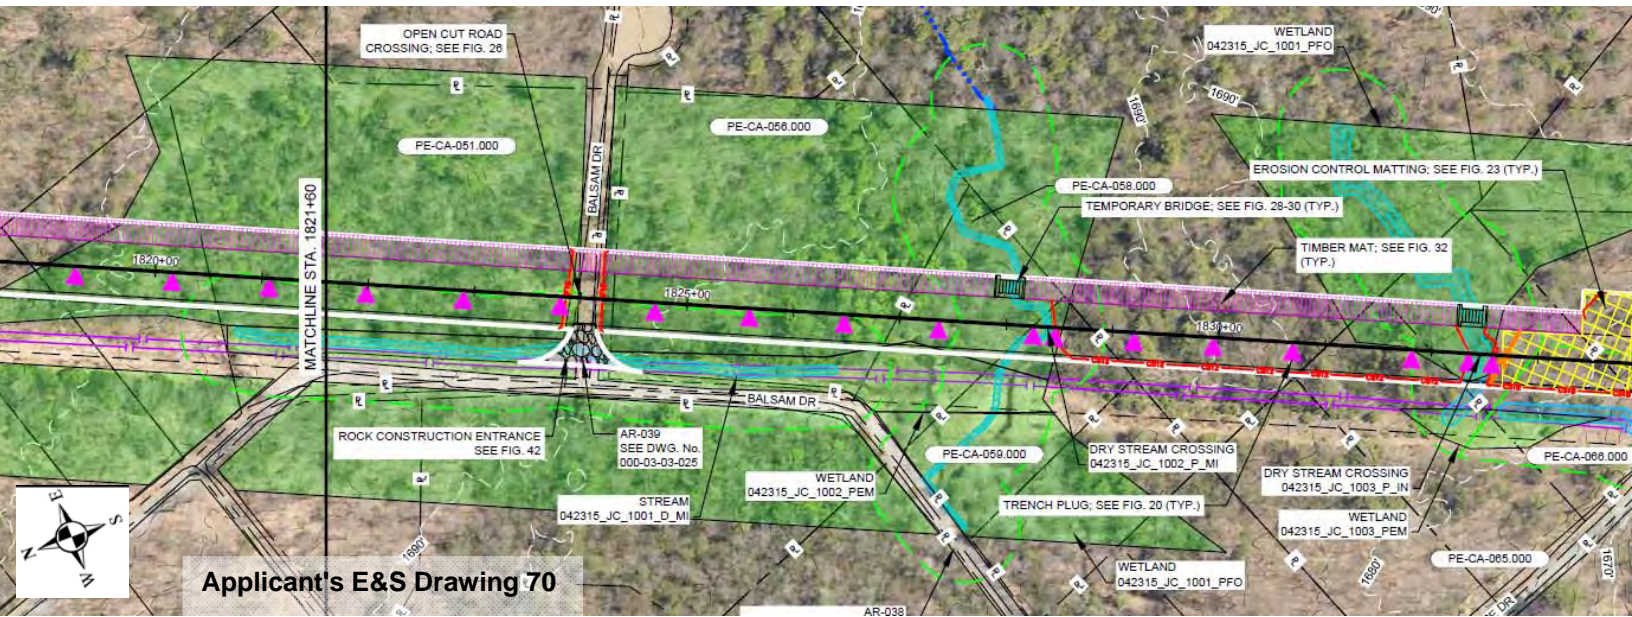 OPEN CUT ROAD
CROSSING; SEE FIG. 26
WETLAND
042315_JC_1001_PFO
1690'
1690'
PE-CA-051.000
PE-CA-056.000
BALSAM DR
EROSION CONTROL MATTING; SEE FIG. 23 (TYP.)
PE-CA-058.000
TEMPORARY BRIDGE; SEE FIG. 28-30 (TYP.)
TIMBER MAT; SEE FIG. 32
(TYP.)
MATCHLINE STA. 1821+60
1820+00
1825+00
1830+00
BALSAM DR
ROCK CONSTRUCTION ENTRANCE
SEE FIG. 42
AR-039
SEE DWG. No.
000-03-03-025
STREAM
042315_JC_1001_D_MI
WETLAND
042315_JC_1002_PEM
PE-CA-059.000
DRY STREAM CROSSING
042315_JC_1002_P_MI
TRENCH PLUG; SEE FIG. 20 (TYP.)
DRY STREAM CROSSING
042315_JC_1003_P_IN
WETLAND
042315_JC_1003_PEM
PE-CA-066.000
PE-CA-065.000
WETLAND
042315_JC_1001_PFO
1690'
1680'
1670'
AR-038
N
E
S
W
Applicant's E&S Drawing 70